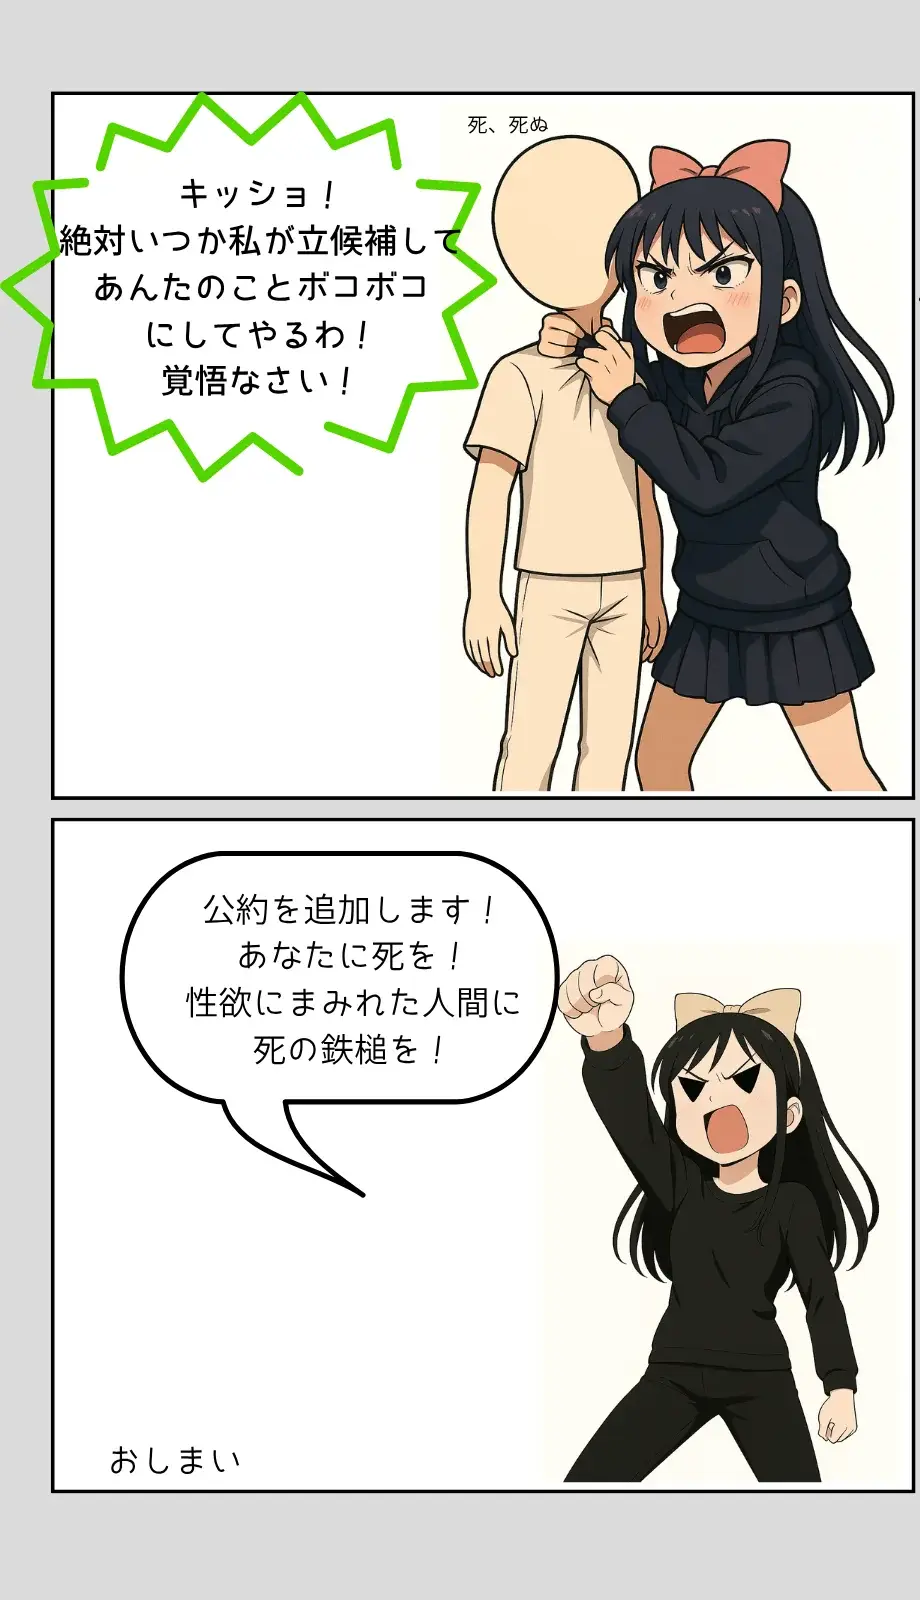 キッショ！
絶対いつか私が立候補して
あんたのことボコボコ
にしてやるわ！
覚悟なさい！
死、死ぬ
公約を追加します！
あなたに死を！
性欲にまみれた人間に
死の鉄槌を！
おしまい